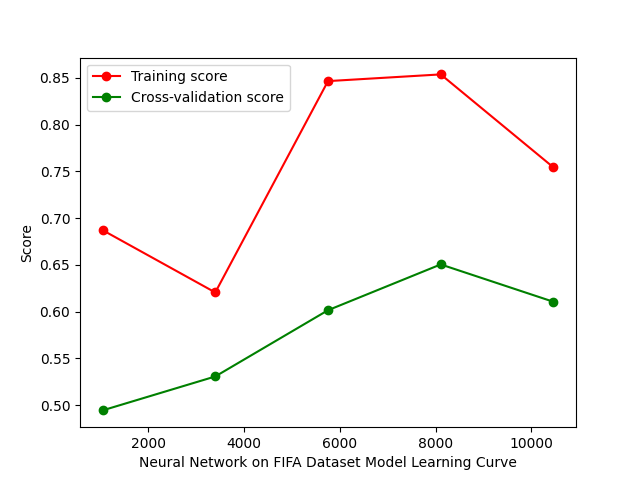 Training score
Cross-validation score
0.85
0.80
0.75
0.70
0.65
0.60
0.55
0.50
Score
2000 4000 6000 8000 10000
Neural Network on FIFA Dataset Model Learning Curve